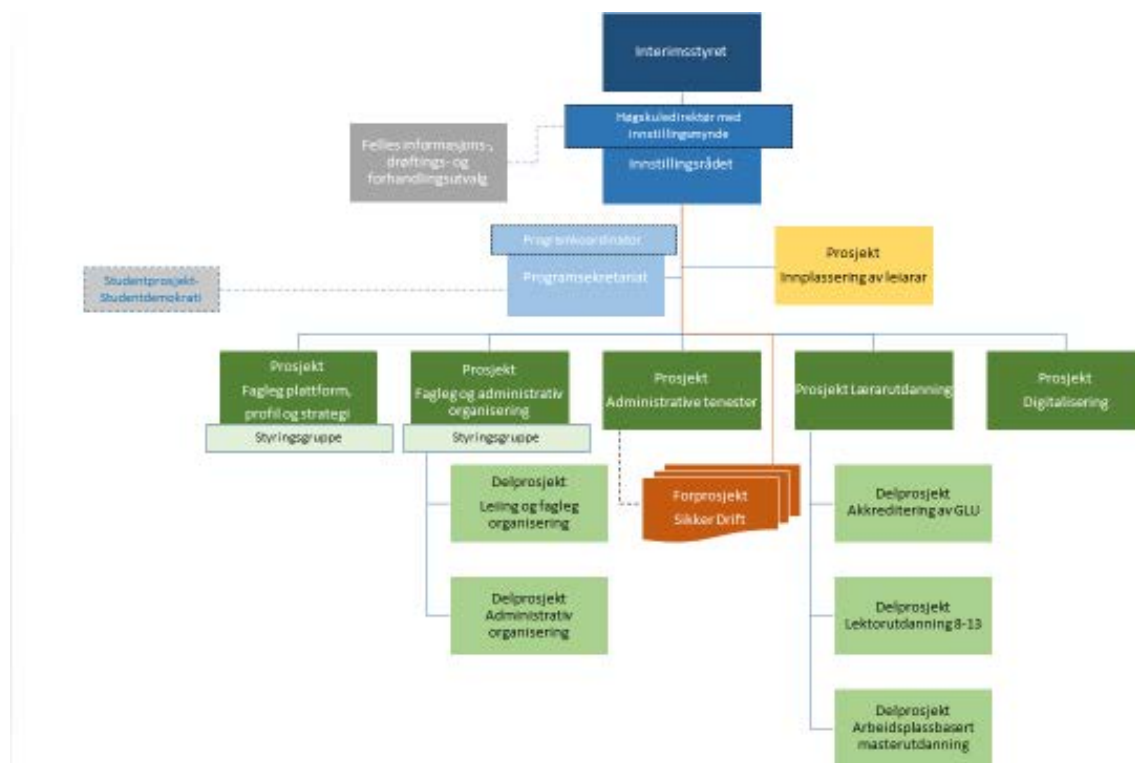 Interimsstyret
Høgskuledirektør med
innstillingsmynde
Innstillingsrådet
Felles informasjons-,
drøftings- og
forhandlingsutvalg
Programkoordinator
Programsekretariat
Prosjekt
Innplassering av leiarar
Studentprosjekt-
Studentdemokrati
Prosjekt
Fagleg plattform,
profil og strategi
Styringsgruppe
Prosjekt
Fagleg og administrativ
organisering
Styringsgruppe
Prosjekt
Administrative tenester
Prosjekt Lærarutdanning
Prosjekt
Digitalisering
Delprosjekt
Leiing og fagleg
organisering
Forprosjekt
Sikker Drift
Delprosjekt
Akkreditering av GLU
Delprosjekt
Administrativ
organisering
Delprosjekt
Lektorutdanning 8-13
Delprosjekt
Arbeidsplassbasert
masterutdanning